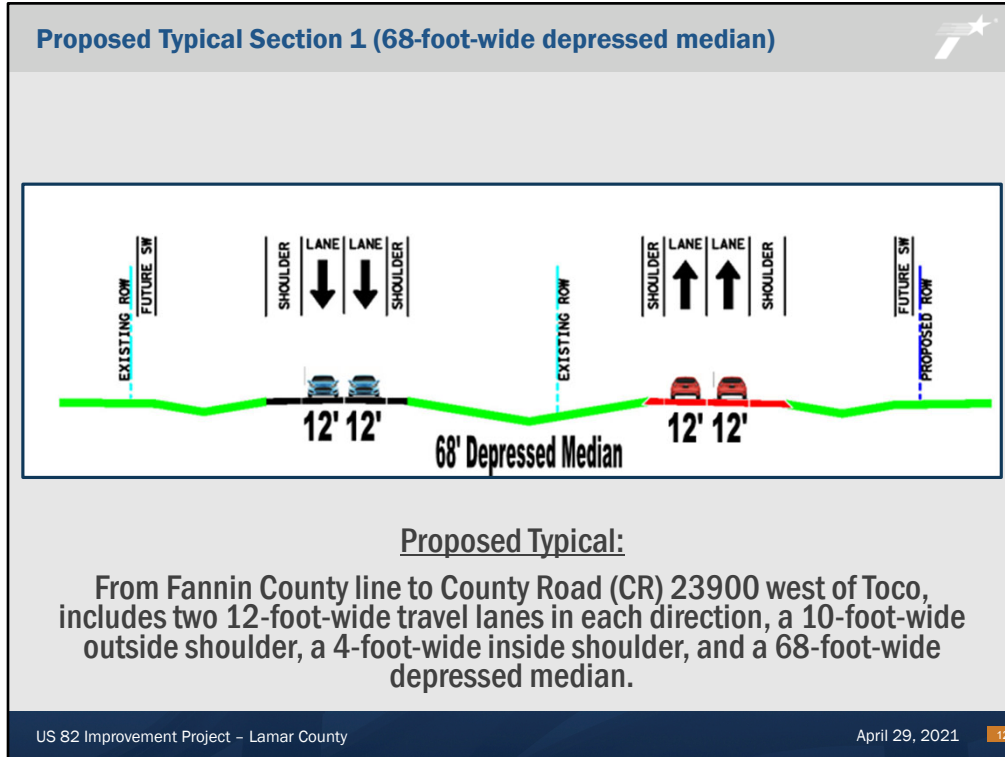 Proposed Typical Section 1 (68-foot-wide depressed median)
EXISTING ROW
FUTURE SW
SHOULDER
LANE
LANE
SHOULDER
EXISTING ROW
SHOULDER
LANE
LANE
SHOULDER
FUTURE SW
PROPOSED ROW
12' 12'
12' 12'
68' Depressed Median
Proposed Typical:
From Fannin County line to County Road (CR) 23900 west of Toco,
includes two 12-foot-wide travel lanes in each direction, a 10-foot-wide
outside shoulder, a 4-foot-wide inside shoulder, and a 68-foot-wide
depressed median.
US 82 Improvement Project – Lamar County
April 29, 2021
12